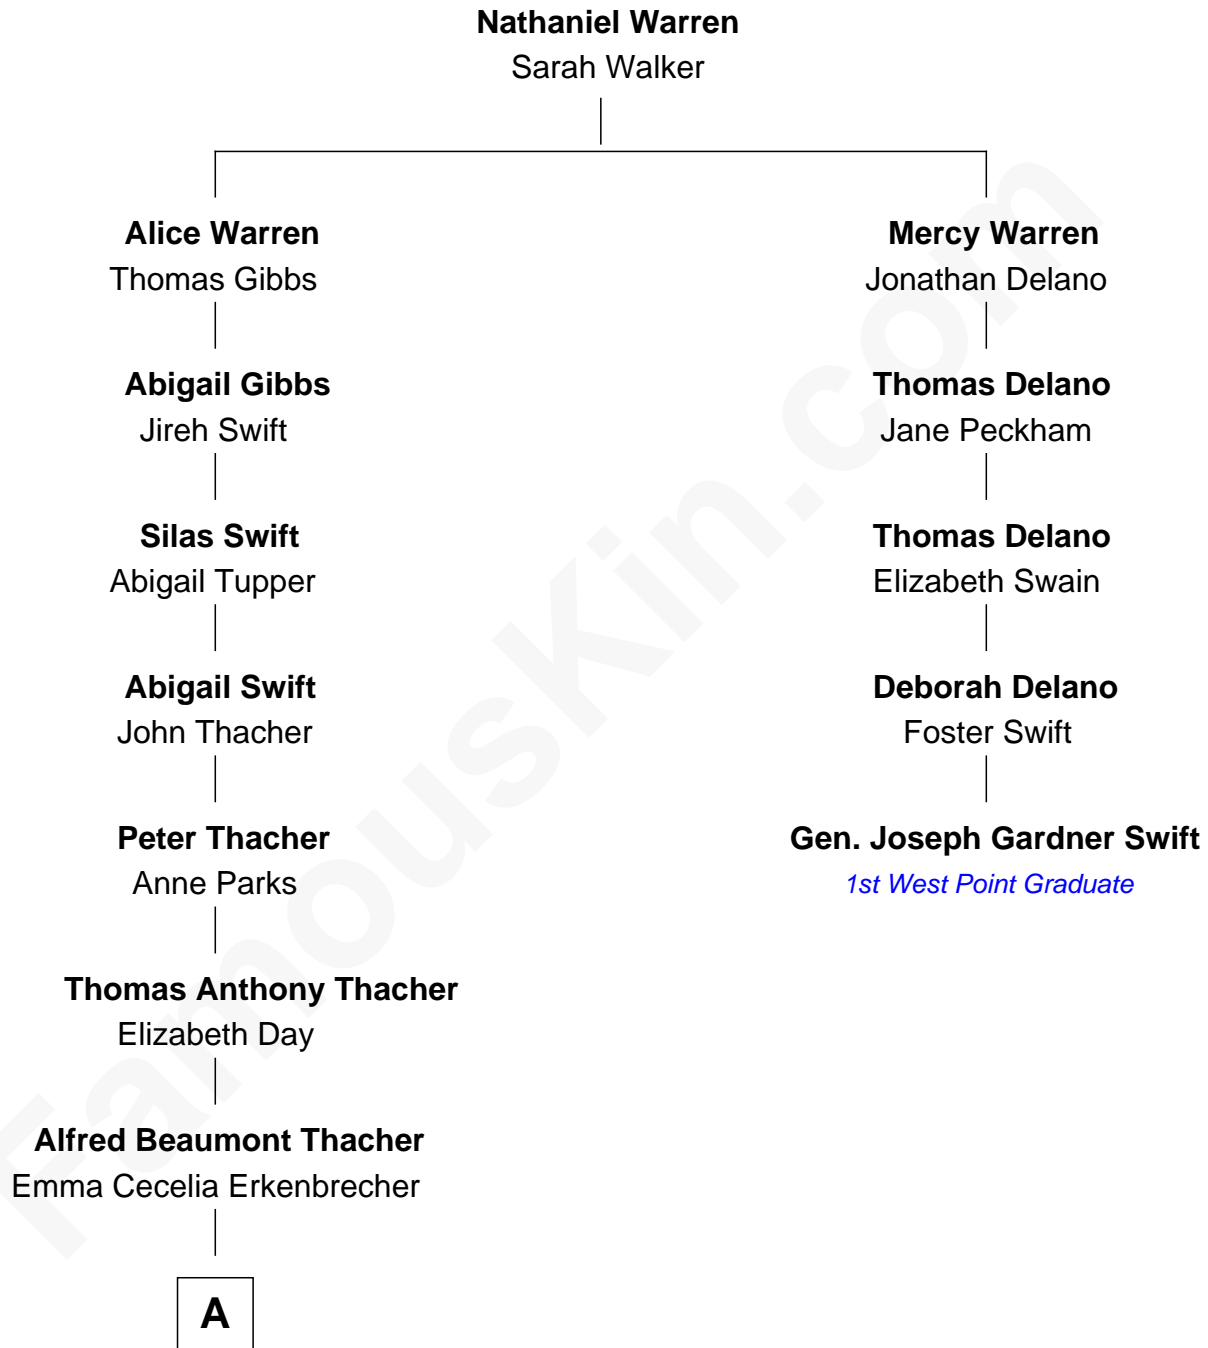 Nathaniel Warren
Sarah Walker
Alice Warren
Thomas Gibbs
Mercy Warren
Jonathan Delano
Abigail Gibbs
Jireh Swift
Thomas Delano
Jane Peckham
Silas Swift
Abigail Tupper
Thomas Delano
Elizabeth Swain
Abigail Swift
John Thacher
Deborah Delano
Foster Swift
Peter Thacher
Anne Parks
Gen. Joseph Gardner Swift
1st West Point Graduate
Thomas Anthony Thacher
Elizabeth Day
Alfred Beaumont Thacher
Emma Cecelia Erkenbrecher
A
FamousKin.com